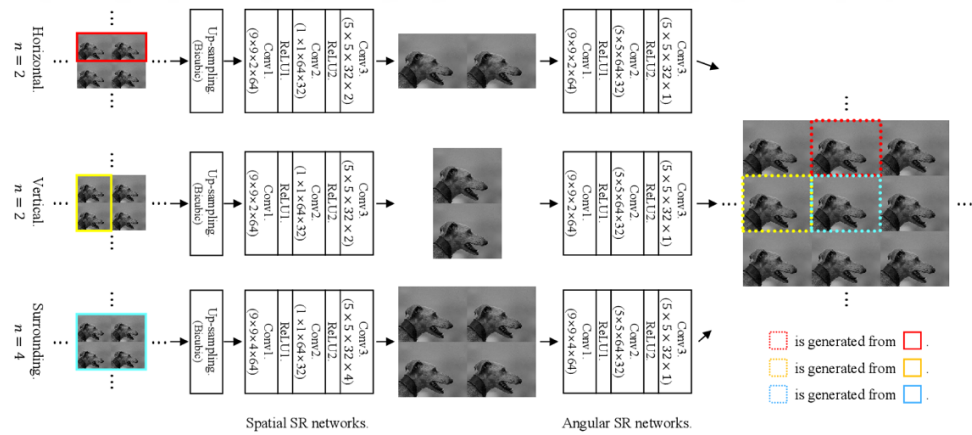 Horizontal.
n = 2
Up-sampling
(Bicubic)
Conv1.
(9×9×2×64)
ReLU1.
Conv2.
(1×1×64×32)
ReLU2.
Conv3.
(5×5×32×2)
Conv1.
(9×9×2×64)
ReLU1.
Conv2.
(5×5×64×32)
ReLU2.
Conv3.
(5×5×32×1)
Vertical.
n = 2
Up-sampling
(Bicubic)
Conv1.
(9×9×2×64)
ReLU1.
Conv2.
(1×1×64×32)
ReLU2.
Conv3.
(5×5×32×2)
Conv1.
(9×9×2×64)
ReLU1.
Conv2.
(5×5×64×32)
ReLU2.
Conv3.
(5×5×32×1)
Surrounding.
n = 4
Up-sampling
(Bicubic)
Conv1.
(9×9×4×64)
ReLU1.
Conv2.
(1×1×64×32)
ReLU2.
Conv3.
(5×5×32×4)
Conv1.
(9×9×4×64)
ReLU1.
Conv2.
(5×5×64×32)
ReLU2.
Conv3.
(5×5×32×1)
is generated from .
is generated from .
is generated from .
Spatial SR networks.
Angular SR networks.